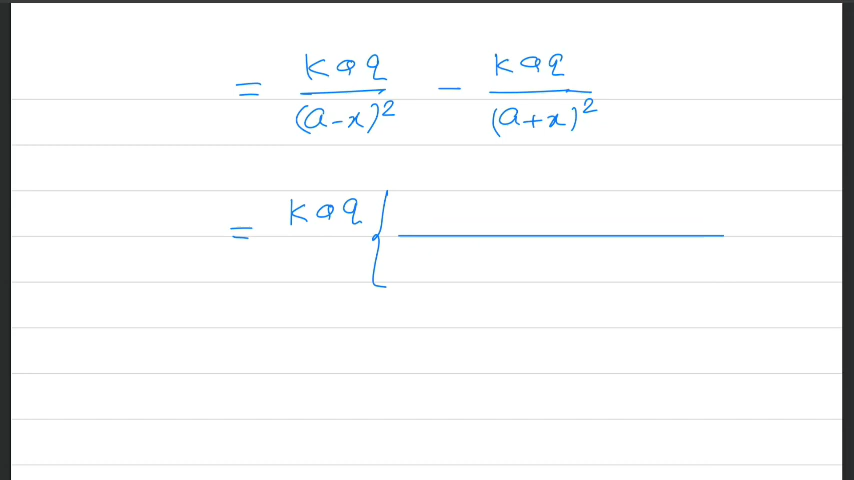 = KQq/(a-x)² - KQq/(a+x)²
= KQq {